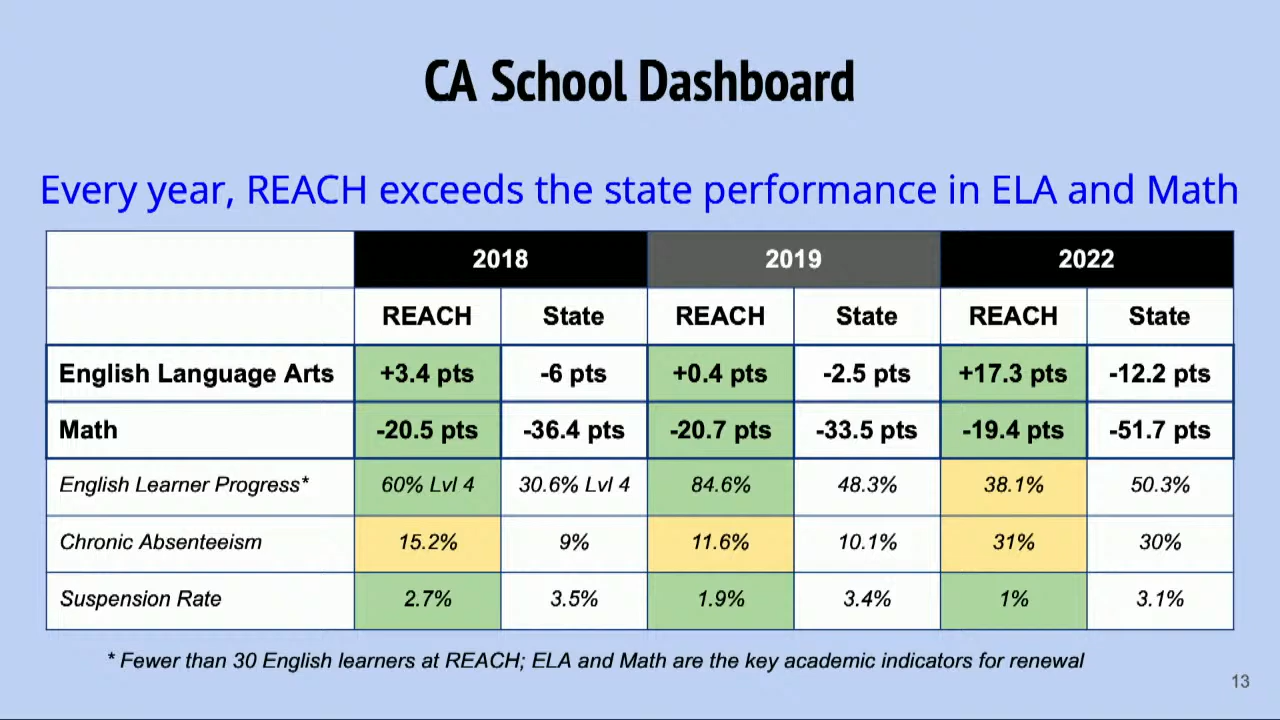 CA School Dashboard
Every year, REACH exceeds the state performance in ELA and Math
2018 2019 2022
REACH State REACH State REACH State
English Language Arts +3.4 pts -6 pts +0.4 pts -2.5 pts +17.3 pts -12.2 pts
Math -20.5 pts -36.4 pts -20.7 pts -33.5 pts -19.4 pts -51.7 pts
English Learner Progress* 60% Lvl 4 30.6% Lvl 4 84.6% 48.3% 38.1% 50.3%
Chronic Absenteeism 15.2% 9% 11.6% 10.1% 31% 30%
Suspension Rate 2.7% 3.5% 1.9% 3.4% 1% 3.1%
* Fewer than 30 English learners at REACH; ELA and Math are the key academic indicators for renewal
13